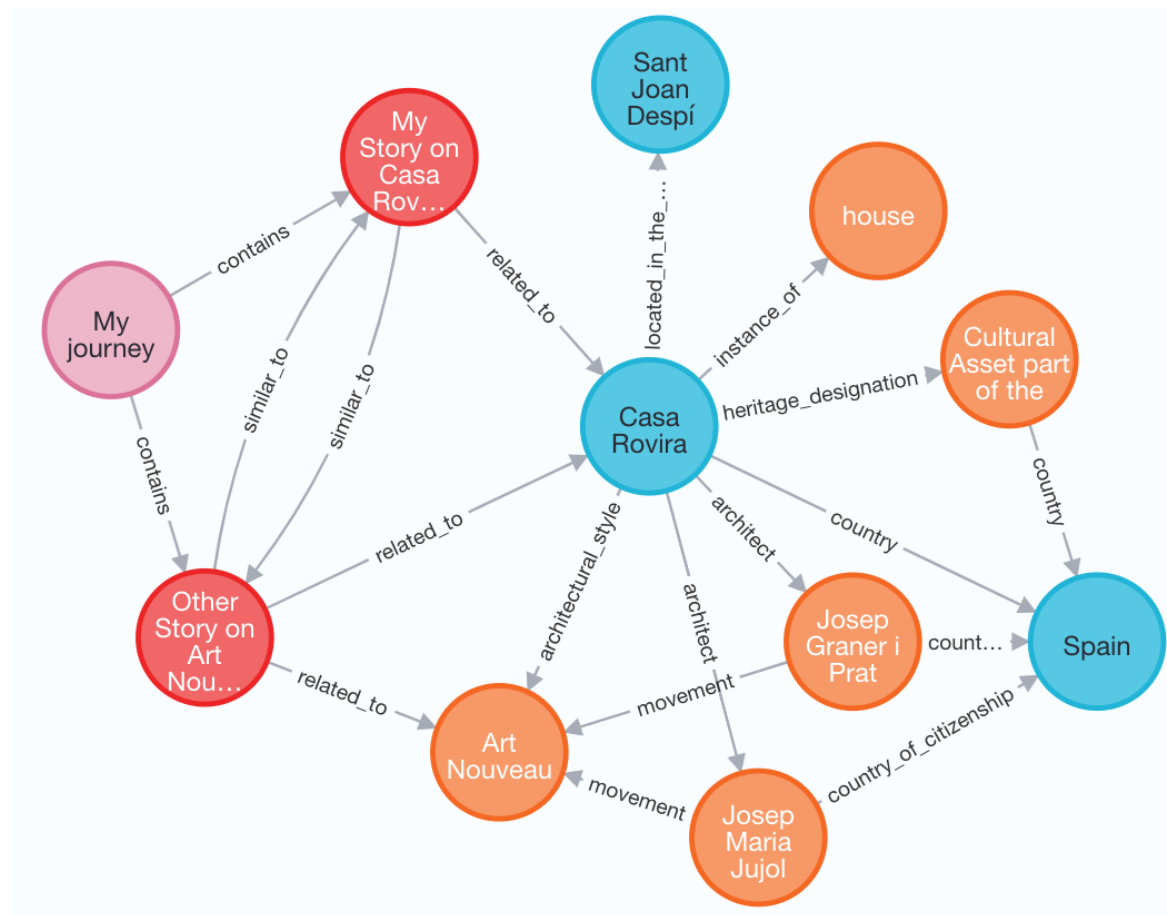 Sant
Joan
Despí
My
Story on
Casa
Rov…
house
located_in_the_…
contains
related_to
instance_of
My
journey
Cultural
Asset part
of the
similar_to
similar_to
heritage_designation
Casa
Rovira
contains
related_to
architectural_style
architect
architect
country
country
Other
Story on
Art
Nou…
Josep
Graner i
Prat
count…
Spain
related_to
movement
country_of_citizenship
Art
Nouveau
movement
Josep
Maria
Jujol